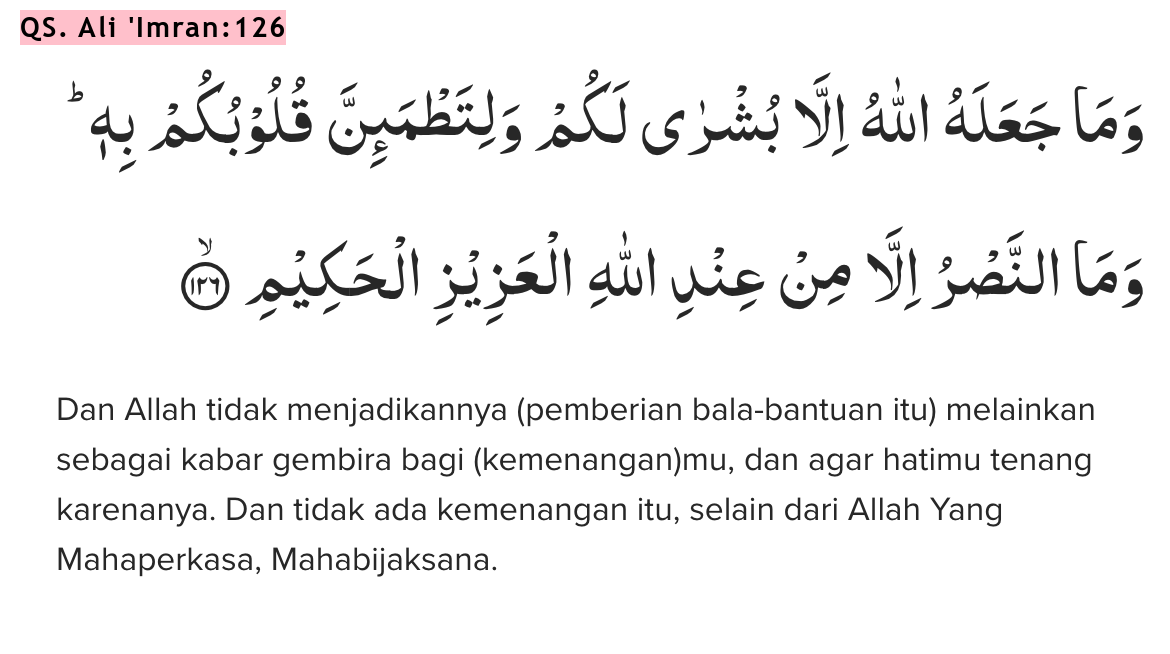 QS. Ali 'Imran:126
وَمَا جَعَلَهُ اللّٰهُ اِلَّا بُشْرٰى لَكُمْ وَلِتَطْمَىِٕنَّ قُلُوْبُكُمْ بِهٖ ۗ
وَمَا النَّصْرُ اِلَّا مِنْ عِنْدِ اللّٰهِ الْعَزِيْزِ الْحَكِيْمِۙ ١٢٦
Dan Allah tidak menjadikannya (pemberian bala-bantuan itu) melainkan
sebagai kabar gembira bagi (kemenangan)mu, dan agar hatimu tenang
karenanya. Dan tidak ada kemenangan itu, selain dari Allah Yang
Mahaperkasa, Mahabijaksana.